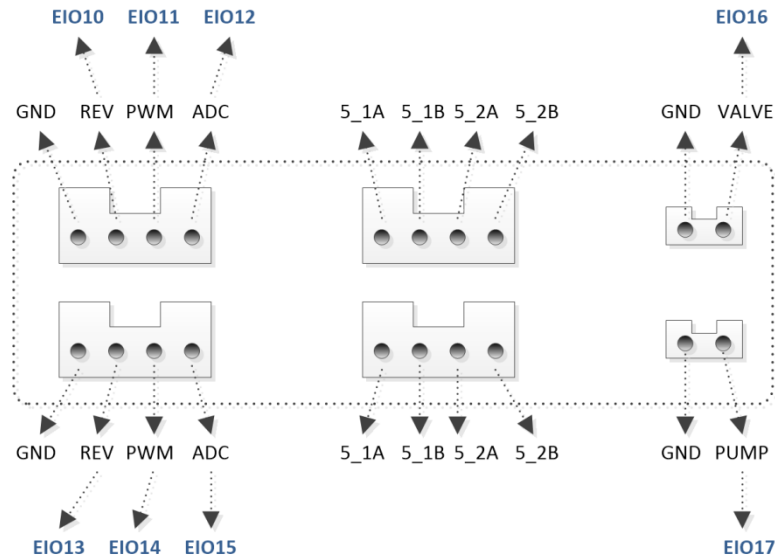 EIO10 EIO11 EIO12 EIO16
GND REV PWM ADC 5_1A 5_1B 5_2A 5_2B GND VALVE
GND REV PWM ADC 5_1A 5_1B 5_2A 5_2B GND PUMP
EIO13 EIO14 EIO15 EIO17